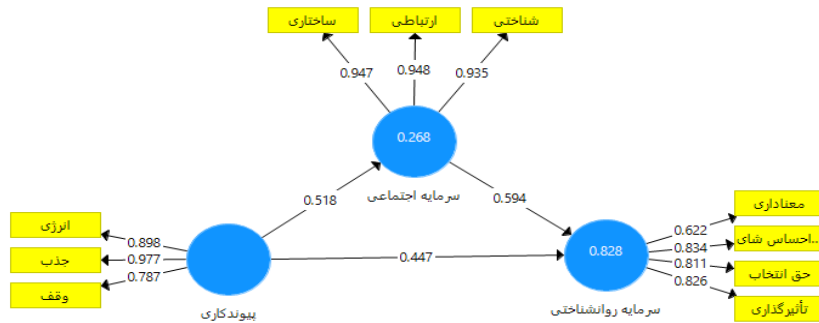 ساختاری
ارتباطی
شناختی
0.947
0.948
0.935
0.268
سرمایه اجتماعی
0.518
0.594
انرژی
جذب
وقف
0.898
0.977
0.787
پیوندکاری
0.447
0.828
سرمایه روانشناختی
0.622
0.834
0.811
0.826
معناداری
احساس شای..
حق انتخاب
تأثیرگذاری